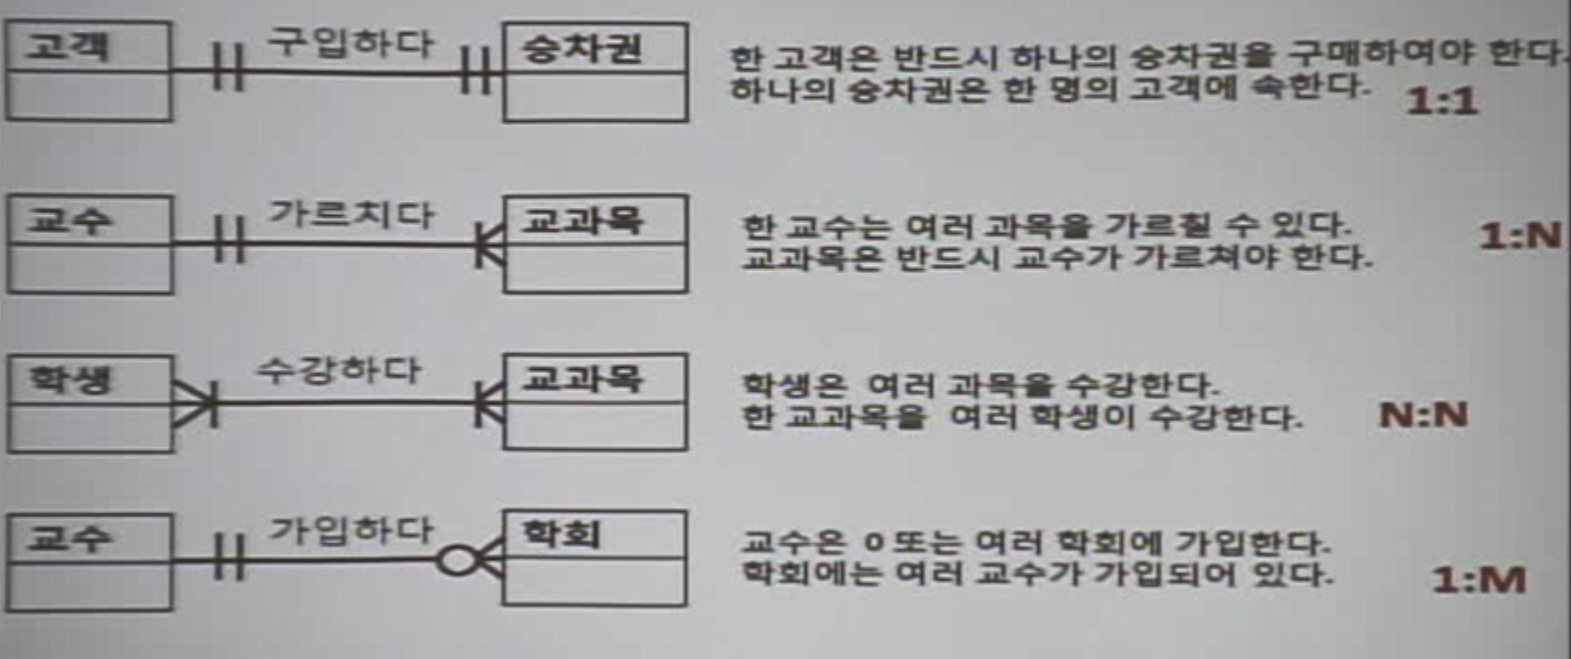 고객
구입하다
승차권
한 고객은 반드시 하나의 승차권을 구매하여야 한다.
하나의 승차권은 한 명의 고객에 속한다.
1:1
교수
가르치다
교과목
한 교수는 여러 과목을 가르칠 수 있다.
교과목은 반드시 교수가 가르쳐야 한다.
1:N
학생
수강하다
교과목
학생은 여러 과목을 수강한다.
한 교과목을 여러 학생이 수강한다.
N:N
교수
가입하다
학회
교수은 0 또는 여러 학회에 가입한다.
학회에는 여러 교수가 가입되어 있다.
1:M